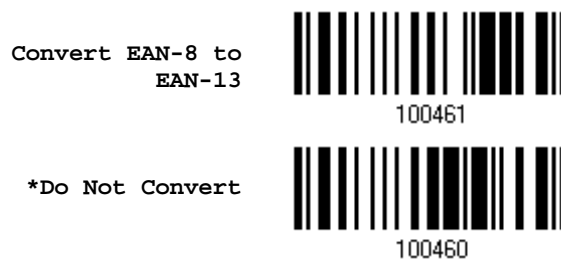 Convert EAN-8 to
EAN-13
100461
*Do Not Convert
100460